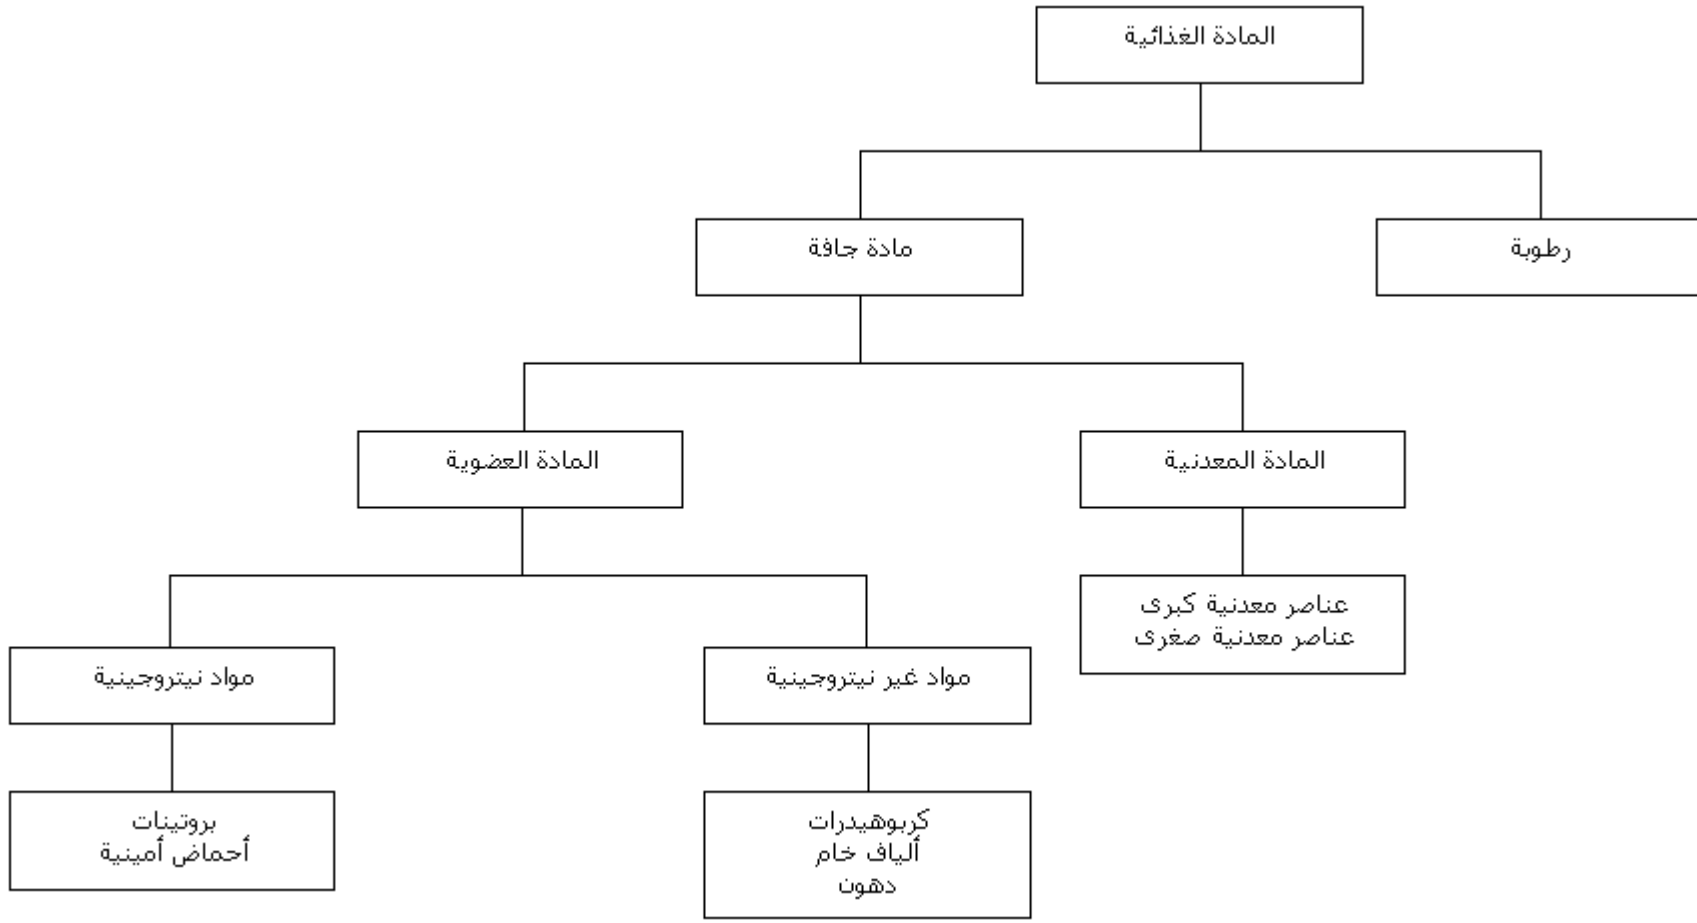 المادة الغذائية
رطوبة
مادة جافة
المادة المعدنية
المادة العضوية
عناصر معدنية كبرى
عناصر معدنية صغرى
مواد غير نيتروجينية
مواد نيتروجينية
كربوهيدرات
ألياف خام
دهون
بروتينات
أحماض أمينية